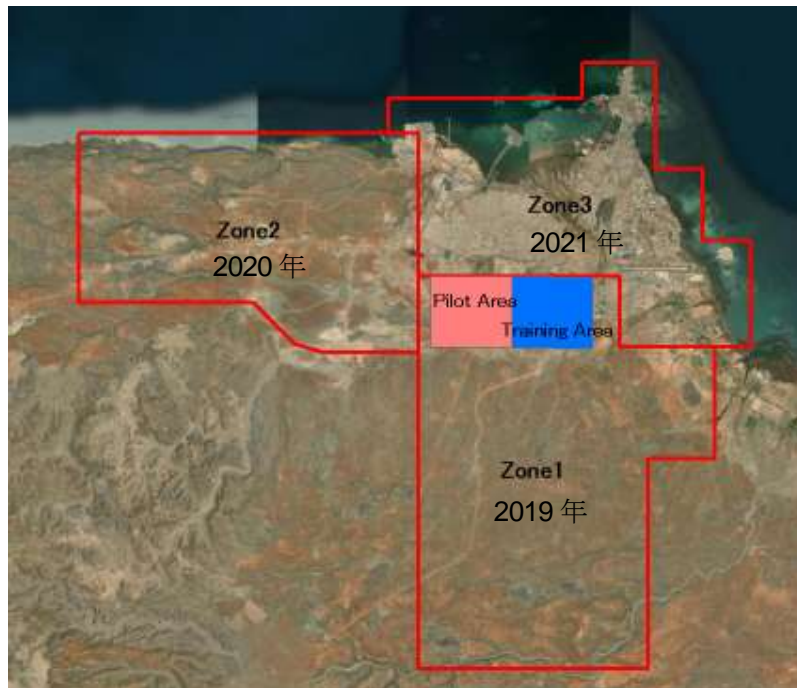 Zone2
2020 年
Zone3
2021 年
Pilot Area
Training Area
Zone1
2019 年